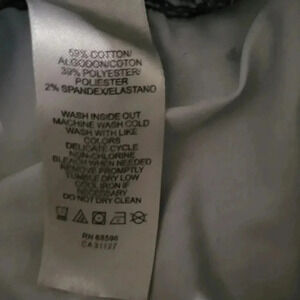 59% COTTON/
ALGODON/COTON
39% POLYESTER/
POLIESTER
2% SPANDEX/ELASTANO
WASH INSIDE OUT
MACHINE WASH COLD
WASH WITH LIKE
COLORS
DELICATE CYCLE
NON-CHLORINE
BLEACH WHEN NEEDED
REMOVE PROMPTLY
TUMBLE DRY LOW
COOL IRON IF
NECESSARY
DO NOT DRY CLEAN
RN
CA